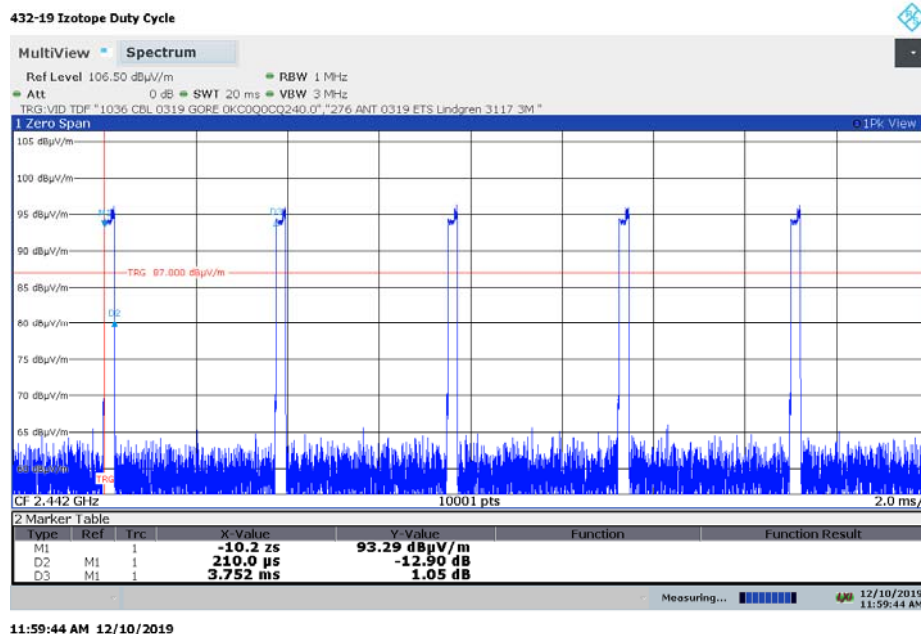 432-19 Izotope Duty Cycle
MultiView Spectrum
Ref Level 106.50 dBµV/m RBW 1 MHz
Att 0 dB SWT 20 ms VBW 3 MHz
TRG:VID TDF "1036 CBL 0319 GORE 0KC0Q0CQ240.0","276 ANT 0319 ETS Lindgren 3117 3M "
1 Zero Span 1Pk View
105 dBµV/m
100 dBµV/m
95 dBµV/m
D3
90 dBµV/m
TRG 87.000 dBµV/m
85 dBµV/m
D2
80 dBµV/m
75 dBµV/m
70 dBµV/m
65 dBµV/m
TRG
CF 2.442 GHz 10001 pts 2.0 ms/
2 Marker Table
Type Ref Trc X-Value Y-Value Function Function Result
M1 1 -10.2 zs 93.29 dBµV/m
D2 M1 1 210.0 µs -12.90 dB
D3 M1 1 3.752 ms 1.05 dB
Measuring... 12/10/2019
11:59:44 AM
11:59:44 AM 12/10/2019